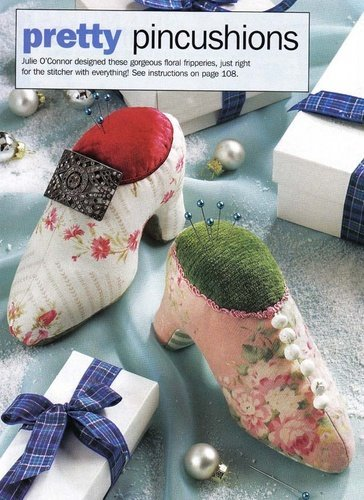 pretty pincushions
Julie O'Connor designed these gorgeous floral fripperies, just right
for the stitcher with everything! See instructions on page 108.